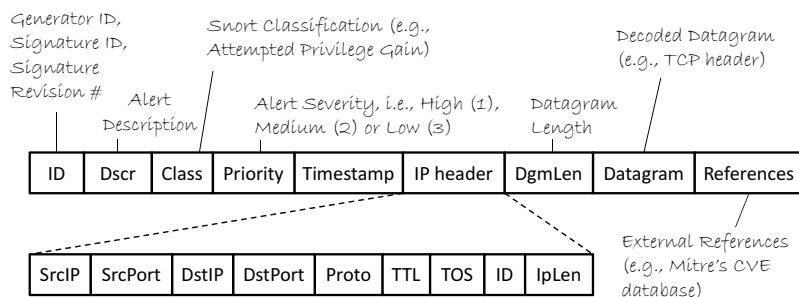 Generator ID,
Signature ID,
Signature
Revision #
Alert
Description
Snort Classification (e.g.,
Attempted Privilege Gain)
Alert Severity, i.e., High (1),
Medium (2) or Low (3)
Datagram
Length
Decoded Datagram
(e.g., TCP header)
ID Dscr Class Priority Timestamp IP header DgmLen Datagram References
External References
(e.g., Mitre's CVE
database)
SrcIP SrcPort DstIP DstPort Proto TTL TOS ID IpLen